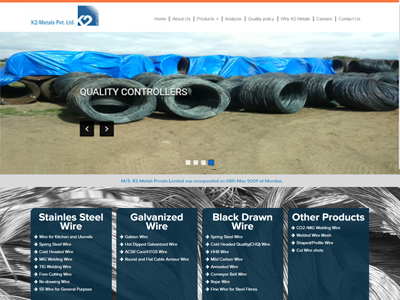 K2-Metals Pvt. Ltd
K2
Home
About Us
Products
Analysis
Quality policy
Why K2 Metals
Careers
Contact Us
QUALITY CONTROLLERS
M/S. K2 Metals Private Limited was incorporated on 08th May 2009 at Mumbai,
Stainles Steel Wire
Wire for Kitchen and Utensils
Spring Steel Wire
Cold Headed Wire
MIG Welding Wire
TIG Welding Wire
Fine Cutting Wire
Re drawing Wire
SS Wire for General Purpose
Galvanized Wire
Gabion Wire
Hot Dipped Galvanized Wire
ACSR Core/HTGS Wire
Round and Flat Cable Armour Wire
Black Drawn Wire
Spring Steel Wire
Cold Headed Quality(CHQ) Wire
HHB Wire
Mild Carbon Wire
Annealed Wire
Conveyor Belt Wire
Rope Wire
Fine Wire for Steel Fibres
Other Products
CO2 /MIG Welding Wire
Welded Wire Mesh
Shaped/Profile Wire
Cut Wire shots